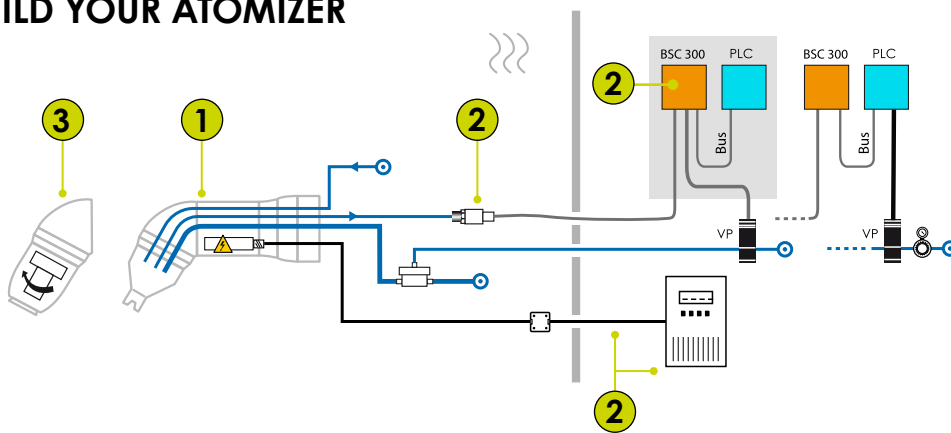 ILD YOUR ATOMIZER
BSC 300 PLC
BSC 300 PLC
2
3
1
2
Bus
Bus
VP
VP
2